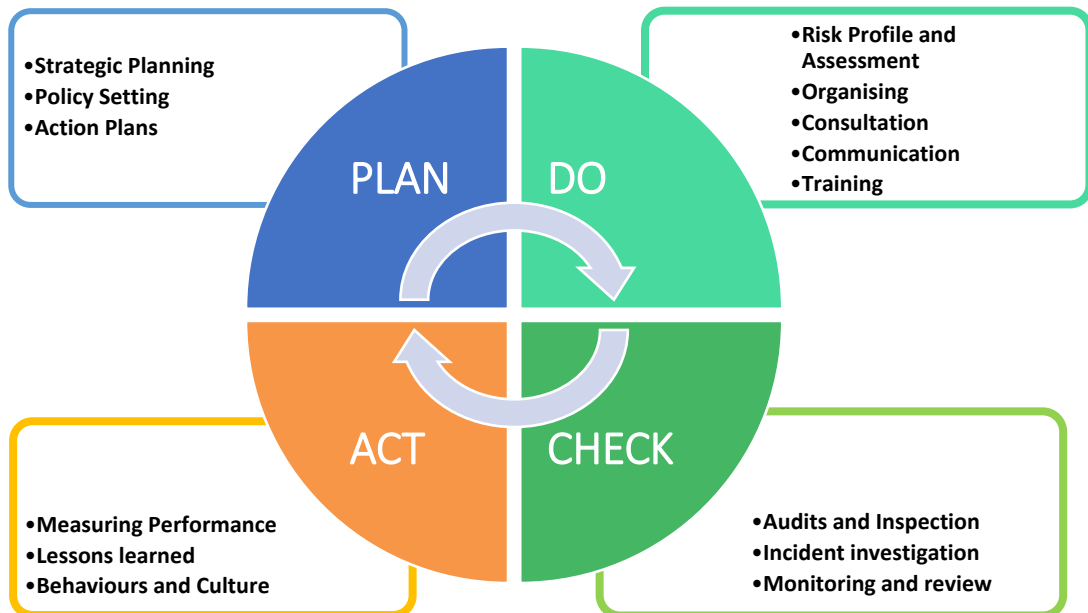 •Strategic Planning
•Policy Setting
•Action Plans
•Risk Profile and
Assessment
•Organising
•Consultation
•Communication
•Training
PLAN
DO
ACT
CHECK
•Measuring Performance
•Lessons learned
•Behaviours and Culture
•Audits and Inspection
•Incident investigation
•Monitoring and review